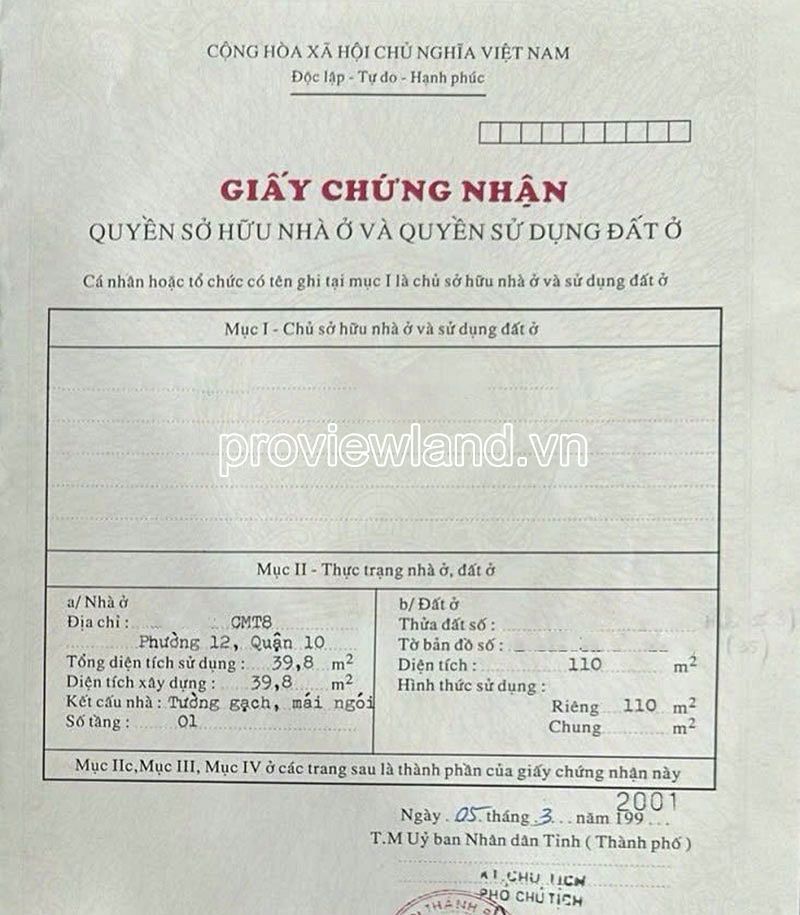 CỘNG HÒA XÃ HỘI CHỦ NGHĨA VIỆT NAM
Độc lập - Tự do - Hạnh phúc
GIẤY CHỨNG NHẬN
QUYỀN SỞ HỮU NHÀ Ở VÀ QUYỀN SỬ DỤNG ĐẤT Ở
Cá nhân hoặc tổ chức có tên ghi tại mục I là chủ sở hữu nhà ở và sử dụng đất ở
Mục I - Chủ sở hữu nhà ở và sử dụng đất ở
proviewland.vn
Mục II - Thực trạng nhà ở, đất ở
a/ Nhà ở
Địa chỉ : CMT8
Phường 12, Quận 10
Tổng diện tích sử dụng : 39,8 m²
Diện tích xây dựng : 39,8 m²
Kết cấu nhà : Tường gạch, mái ngói
Số tầng : 01
b/ Đất ở
Thửa đất số :
Tờ bản đồ số :
Diện tích : 110 m²
Hình thức sử dụng :
Riêng 110 m²
Chung m²
Mục IIc,Mục III, Mục IV ở các trang sau là thành phần của giấy chứng nhận này
2001
Ngày 05 tháng 3 năm 199
T.M Uỷ ban Nhân dân Tỉnh ( Thành phố )
KT. CHỦ TỊCH
PHÓ CHỦ TỊCH
THÀNH